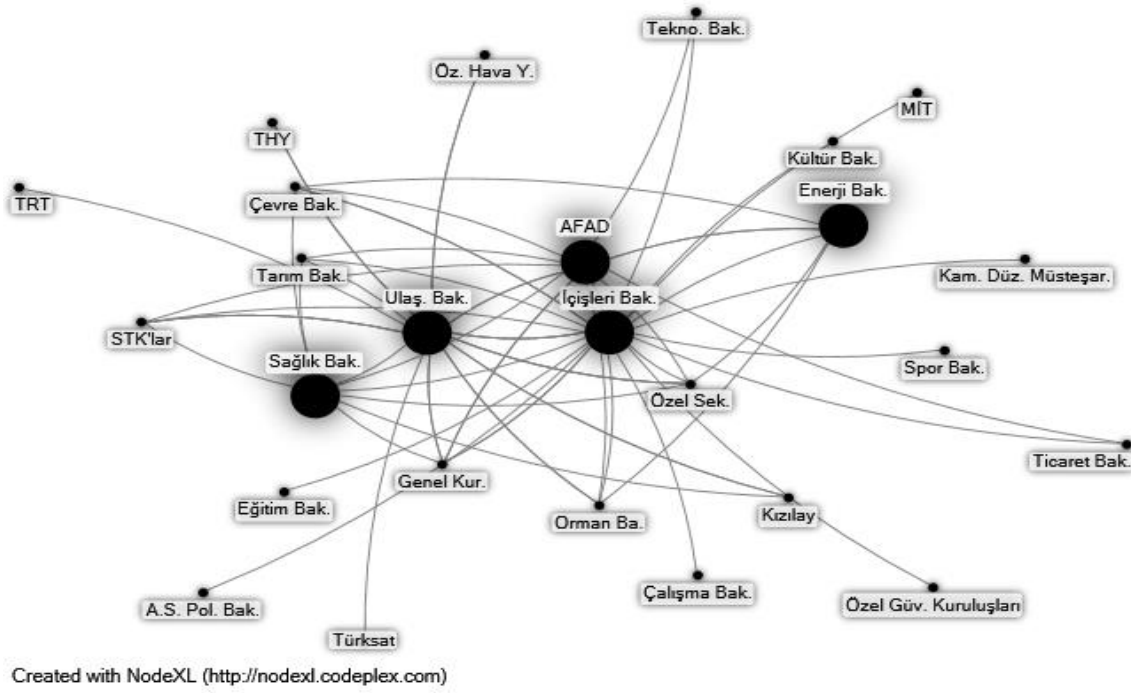 Tekno. Bak.
Öz. Hava Y.
MİT
THY
Kültür Bak.
Enerji Bak.
TRT
Çevre Bak.
AFAD
Tarım Bak.
Kam. Düz. Müsteşar.
Ulaş. Bak.
İçişleri Bak.
STK'lar
Sağlık Bak.
Spor Bak.
Özel Sek.
Ticaret Bak.
Genel Kur.
Eğitim Bak.
Orman Ba.
Kızılay
Çalışma Bak.
Özel Güv. Kuruluşları
A.S. Pol. Bak.
Türksat
Created with NodeXL (http://nodexl.codeplex.com)